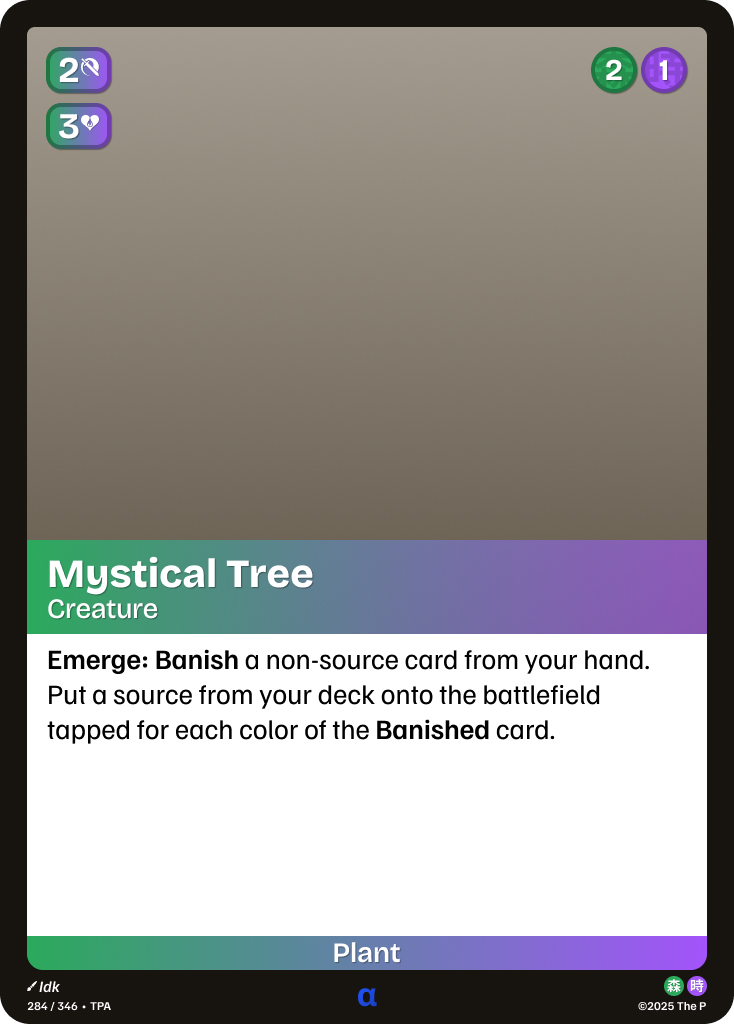 2
2 1
3
Mystical Tree
Creature
Emerge: Banish a non-source card from your hand.
Put a source from your deck onto the battlefield
tapped for each color of the Banished card.
Plant
Idk
284 / 346 • TPA
α
森 時
©2025 The P